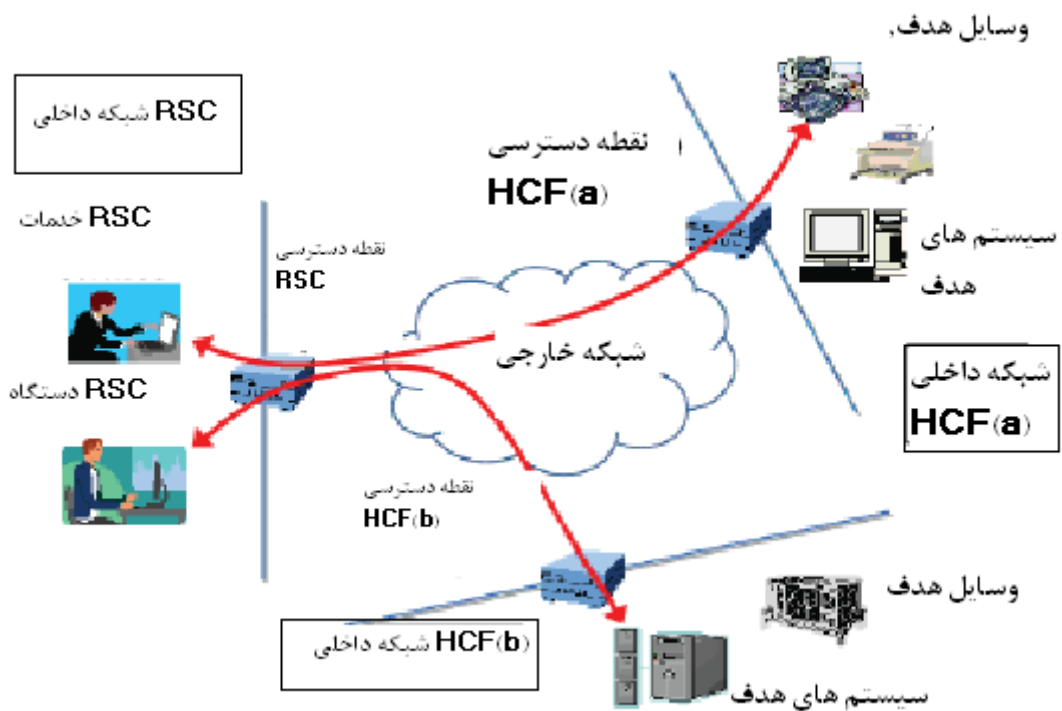 وسایل هدف,
شبکه داخلی RSC
نقطه دسترسی
HCF(a)
خدمات RSC
نقطه دسترسی
RSC
سیستم های
هدف
شبکه خارجی
شبکه داخلی
HCF(a)
دستگاه RSC
نقطه دسترسی
HCF(b)
وسایل هدف
شبکه داخلی HCF(b)
سیستم های هدف